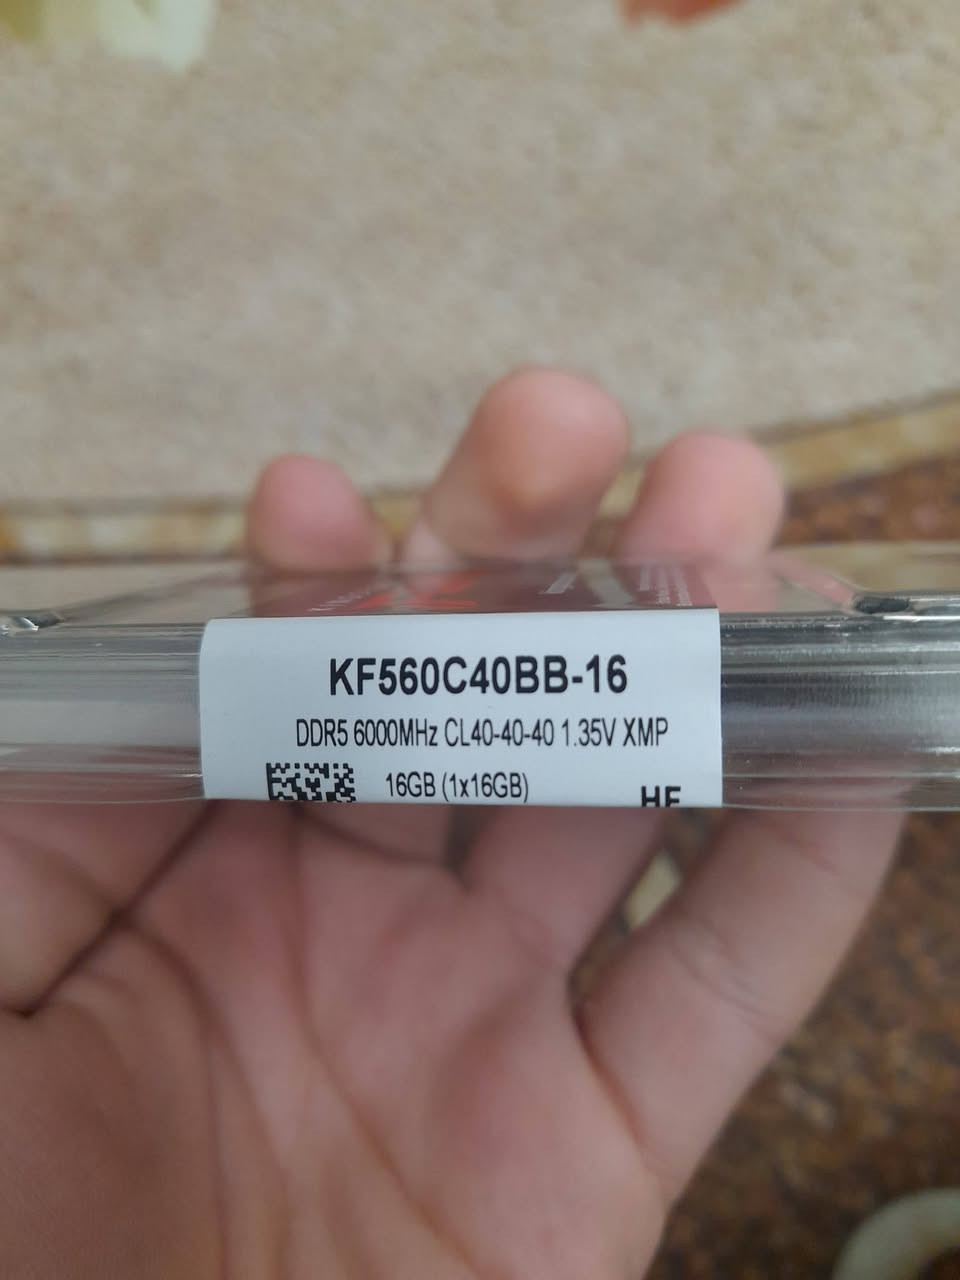 KF560C40BB-16
DDR5 6000MHz CL40-40-40 1.35V XMP
16GB (1x16GB)
HF